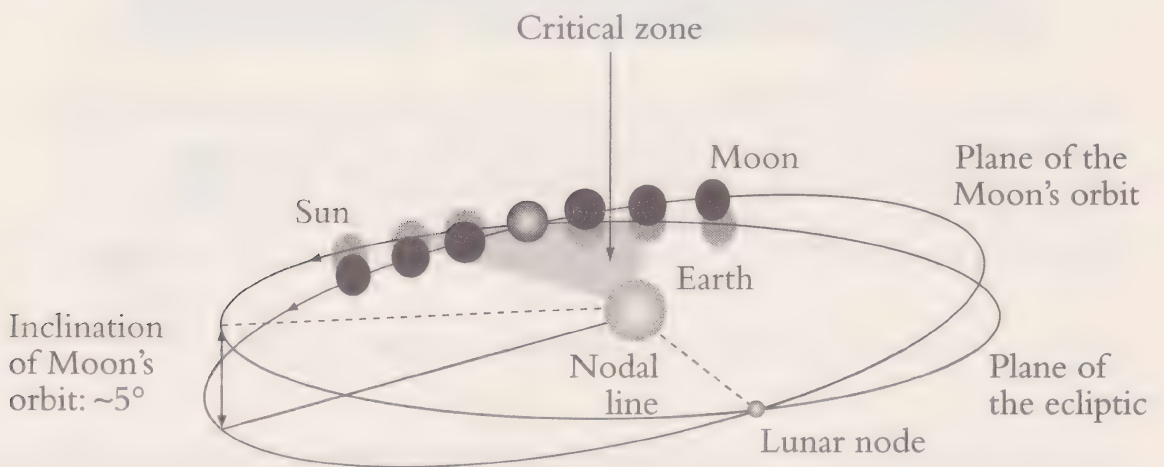 Critical zone
Moon
Plane of the
Moon's orbit
Sun
Earth
Inclination
of Moon's
orbit: ~5°
Nodal
line
Plane of
the ecliptic
Lunar node